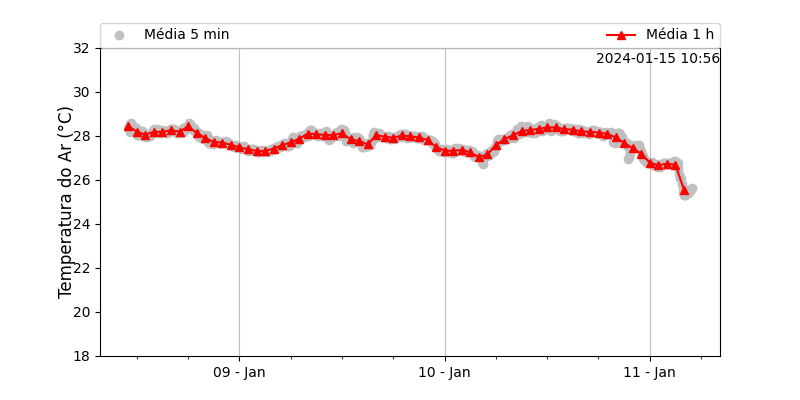 Média 5 min
Média 1 h
2024-01-15 10:56
Temperatura do Ar (°C)
32
30
28
26
24
22
20
18
09 - Jan
10 - Jan
11 - Jan